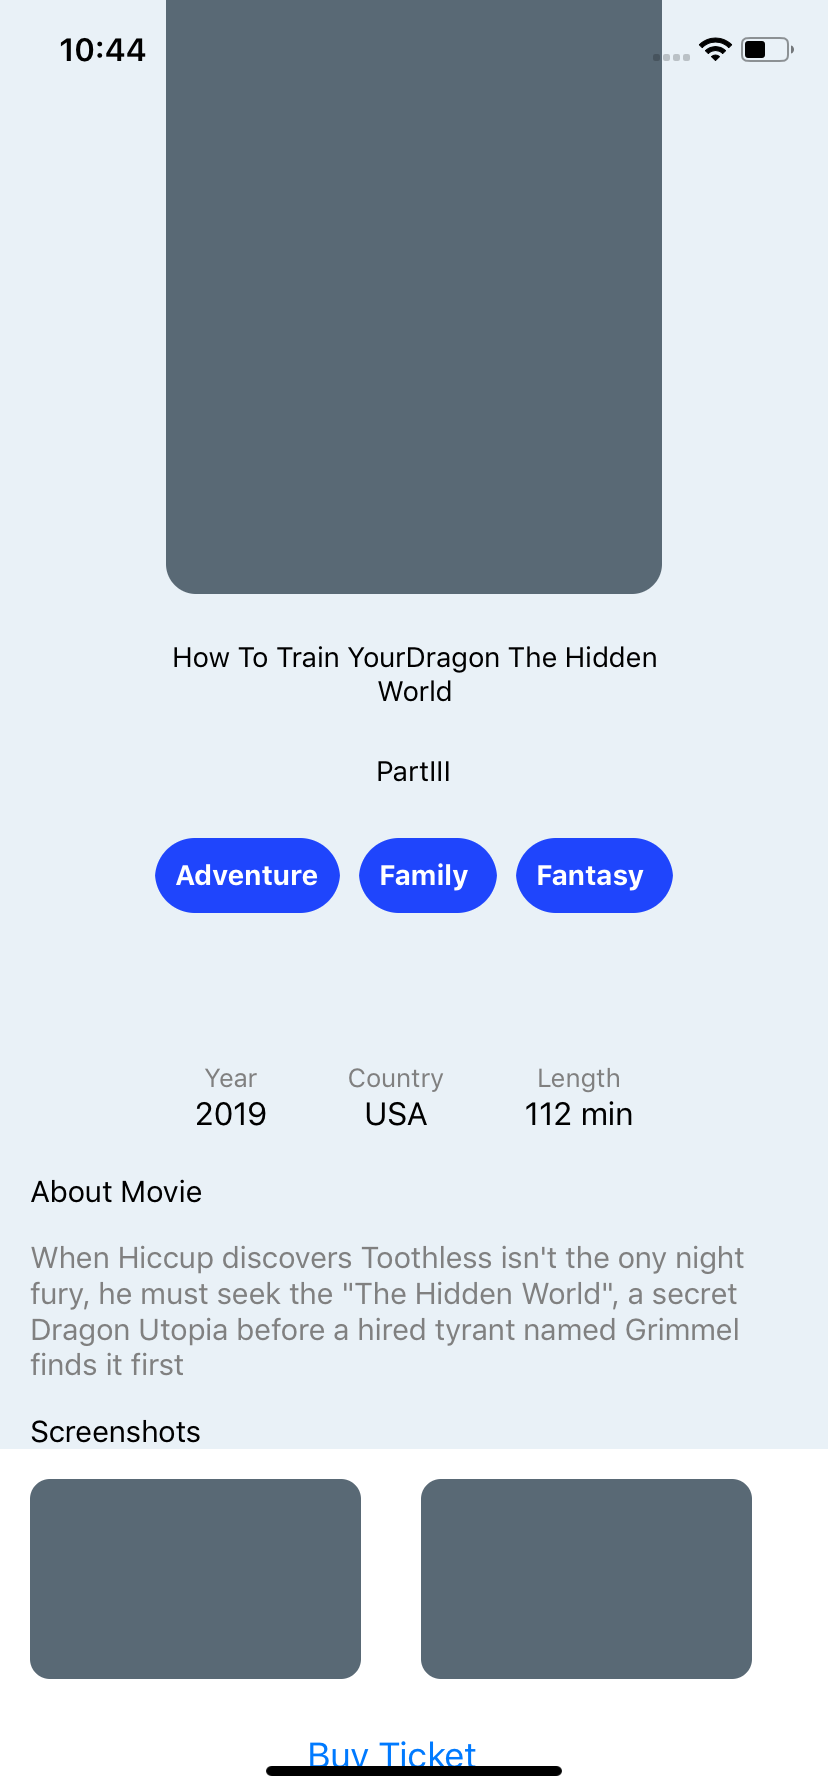 10:44
How To Train YourDragon The Hidden
World
PartIII
Adventure Family Fantasy
Year Country Length
2019 USA 112 min
About Movie
When Hiccup discovers Toothless isn't the ony night
fury, he must seek the "The Hidden World", a secret
Dragon Utopia before a hired tyrant named Grimmel
finds it first
Screenshots
Buy Ticket